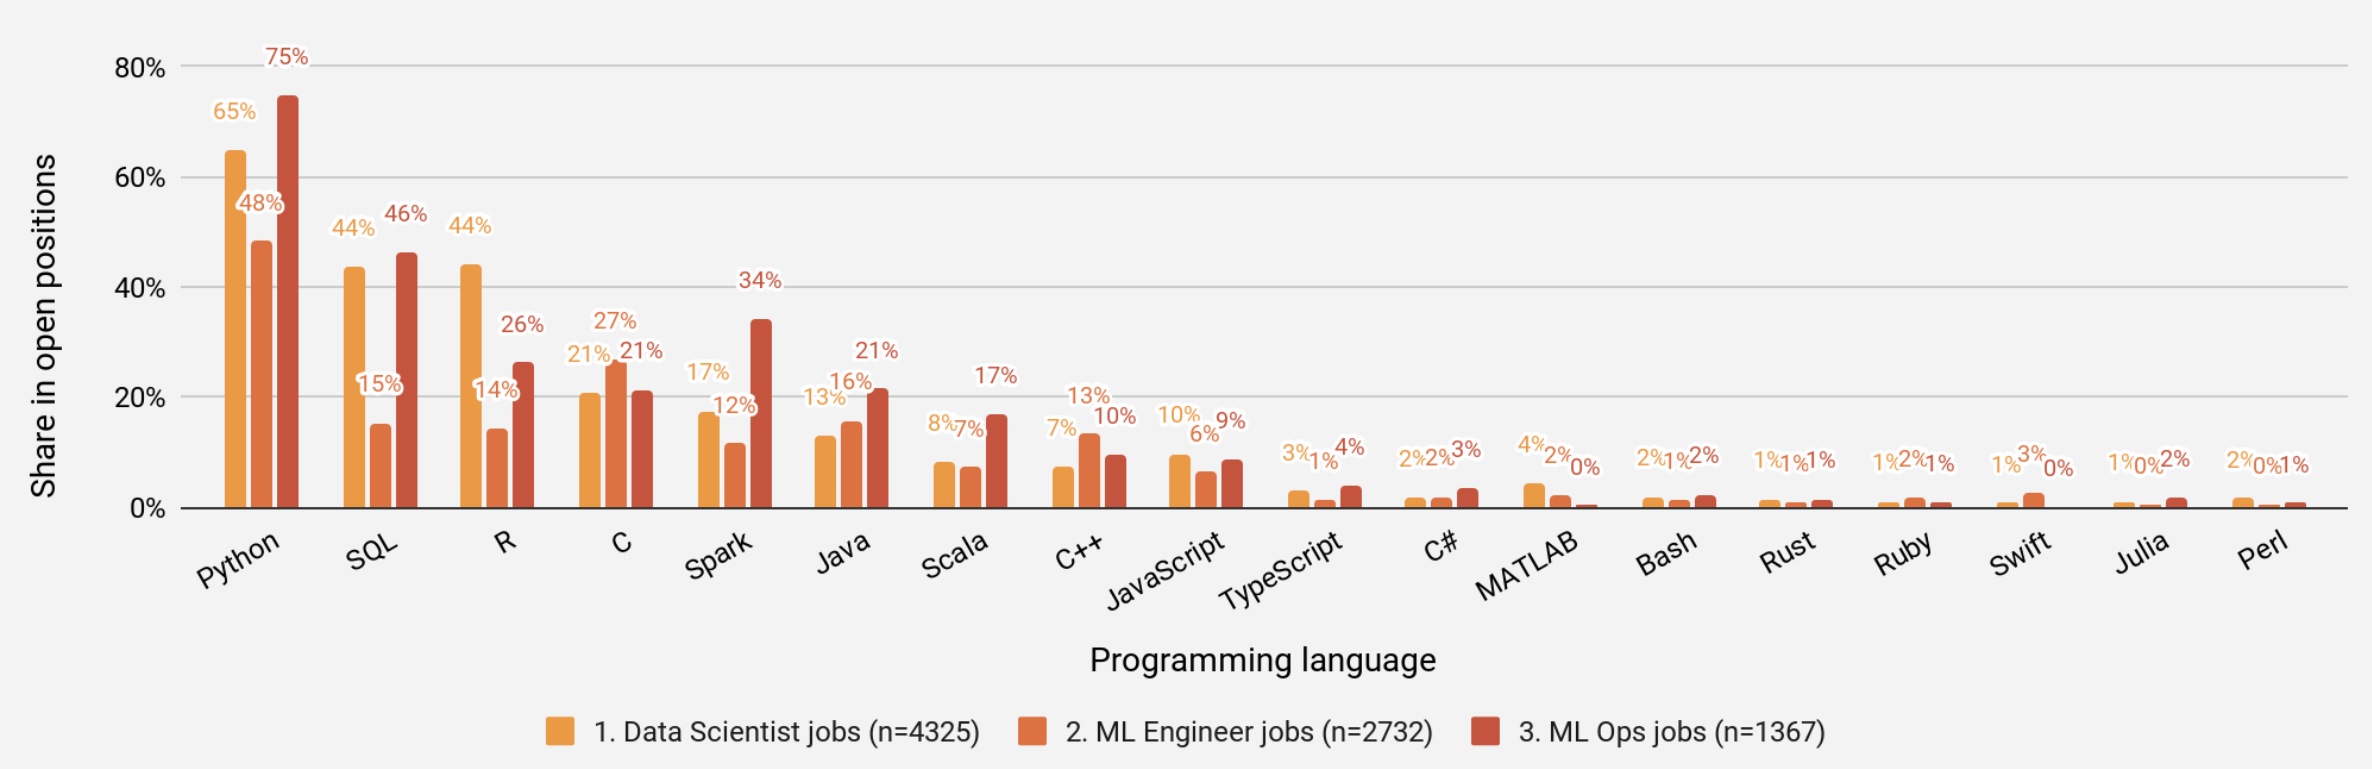 Share in open positions
80%
60%
40%
20%
0%
65% 48% 75%
44% 15% 46%
44% 14% 26%
21% 27% 21%
17% 12% 34%
13% 16% 21%
8% 7% 17%
7% 13% 10%
10% 6% 9%
3% 1% 4%
2% 2% 3%
4% 2% 0%
2% 1% 2%
1% 1% 1%
1% 2% 1%
1% 3% 0%
1% 0% 2%
2% 0% 1%
Python
SQL
R
C
Spark
Java
Scala
C++
JavaScript
TypeScript
C#
MATLAB
Bash
Rust
Ruby
Swift
Julia
Perl
Programming language
1. Data Scientist jobs (n=4325)
2. ML Engineer jobs (n=2732)
3. ML Ops jobs (n=1367)